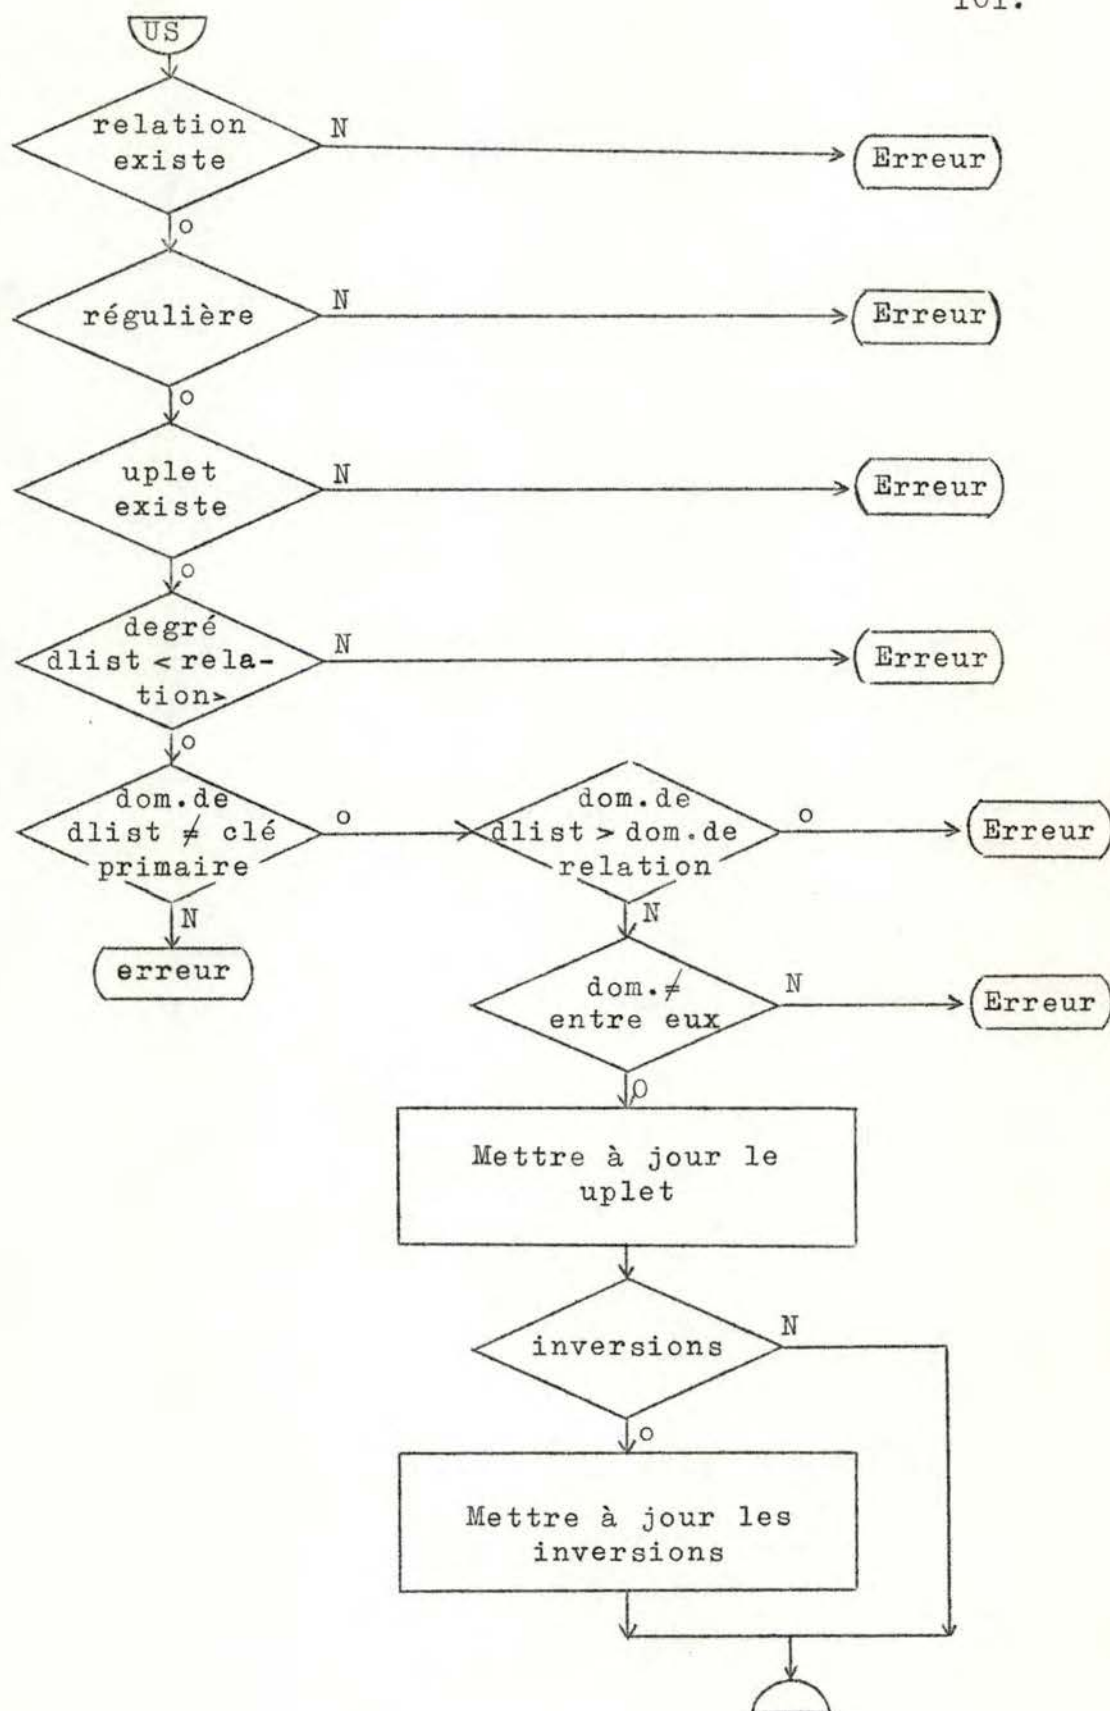 101.
US
relation
existe
N
Erreur
o
régulière
N
Erreur
o
uplet
existe
N
Erreur
o
degré
dlist < rela-
tion>
N
Erreur
o
dom.de
dlist ≠ clé
primaire
o
dom.de
dlist > dom.de
relation
o
Erreur
N
erreur
N
dom.≠
entre eux
N
Erreur
O
Mettre à jour le
uplet
inversions
N
o
Mettre à jour les
inversions